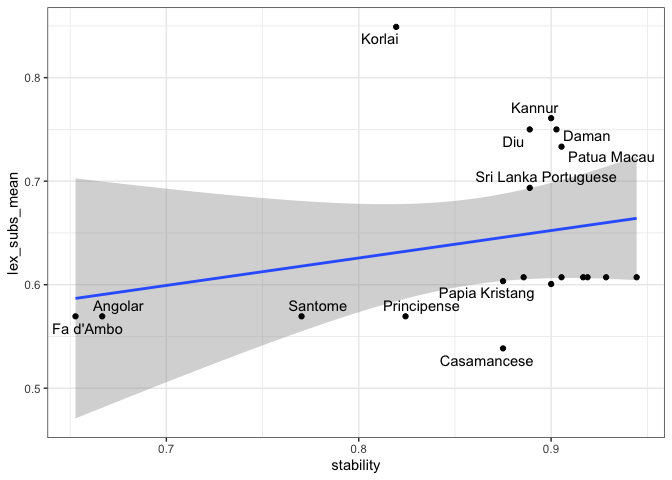 Korlai
0.8
Kannur
Diu
Daman
Patua Macau
0.7
Sri Lanka Portuguese
lex_subs_mean
0.6
Papia Kristang
Angolar
Santome
Principense
Fa d'Ambo
Casamancese
0.5
0.7
0.8
0.9
stability